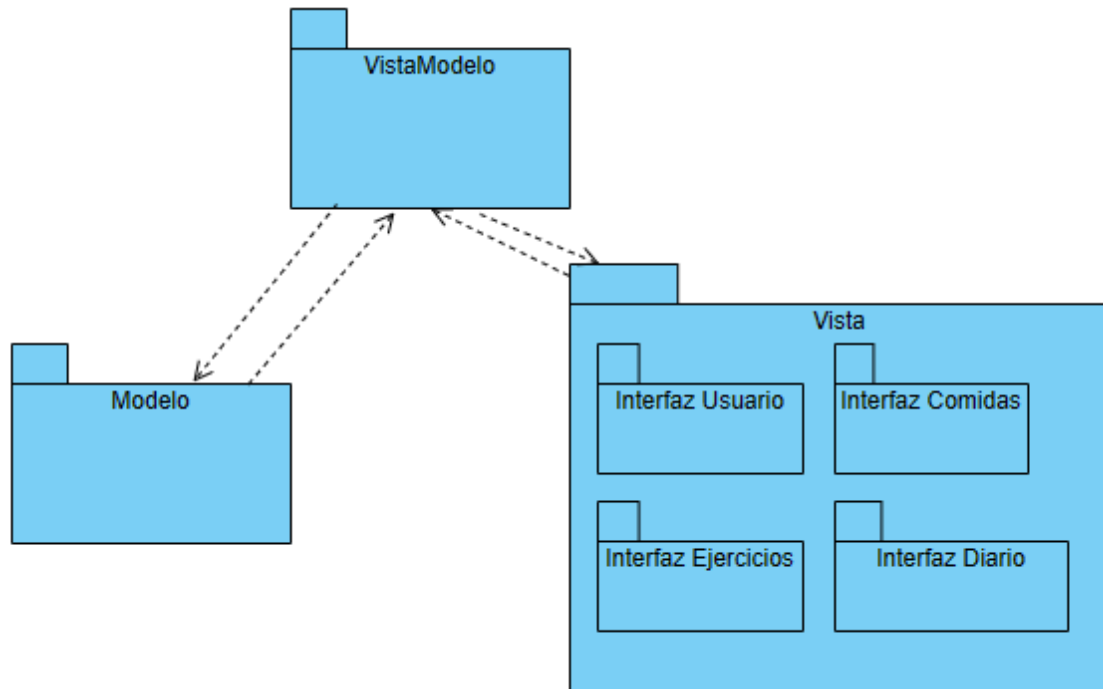 VistaModelo
Modelo
Vista
Interfaz Usuario
Interfaz Comidas
Interfaz Ejercicios
Interfaz Diario